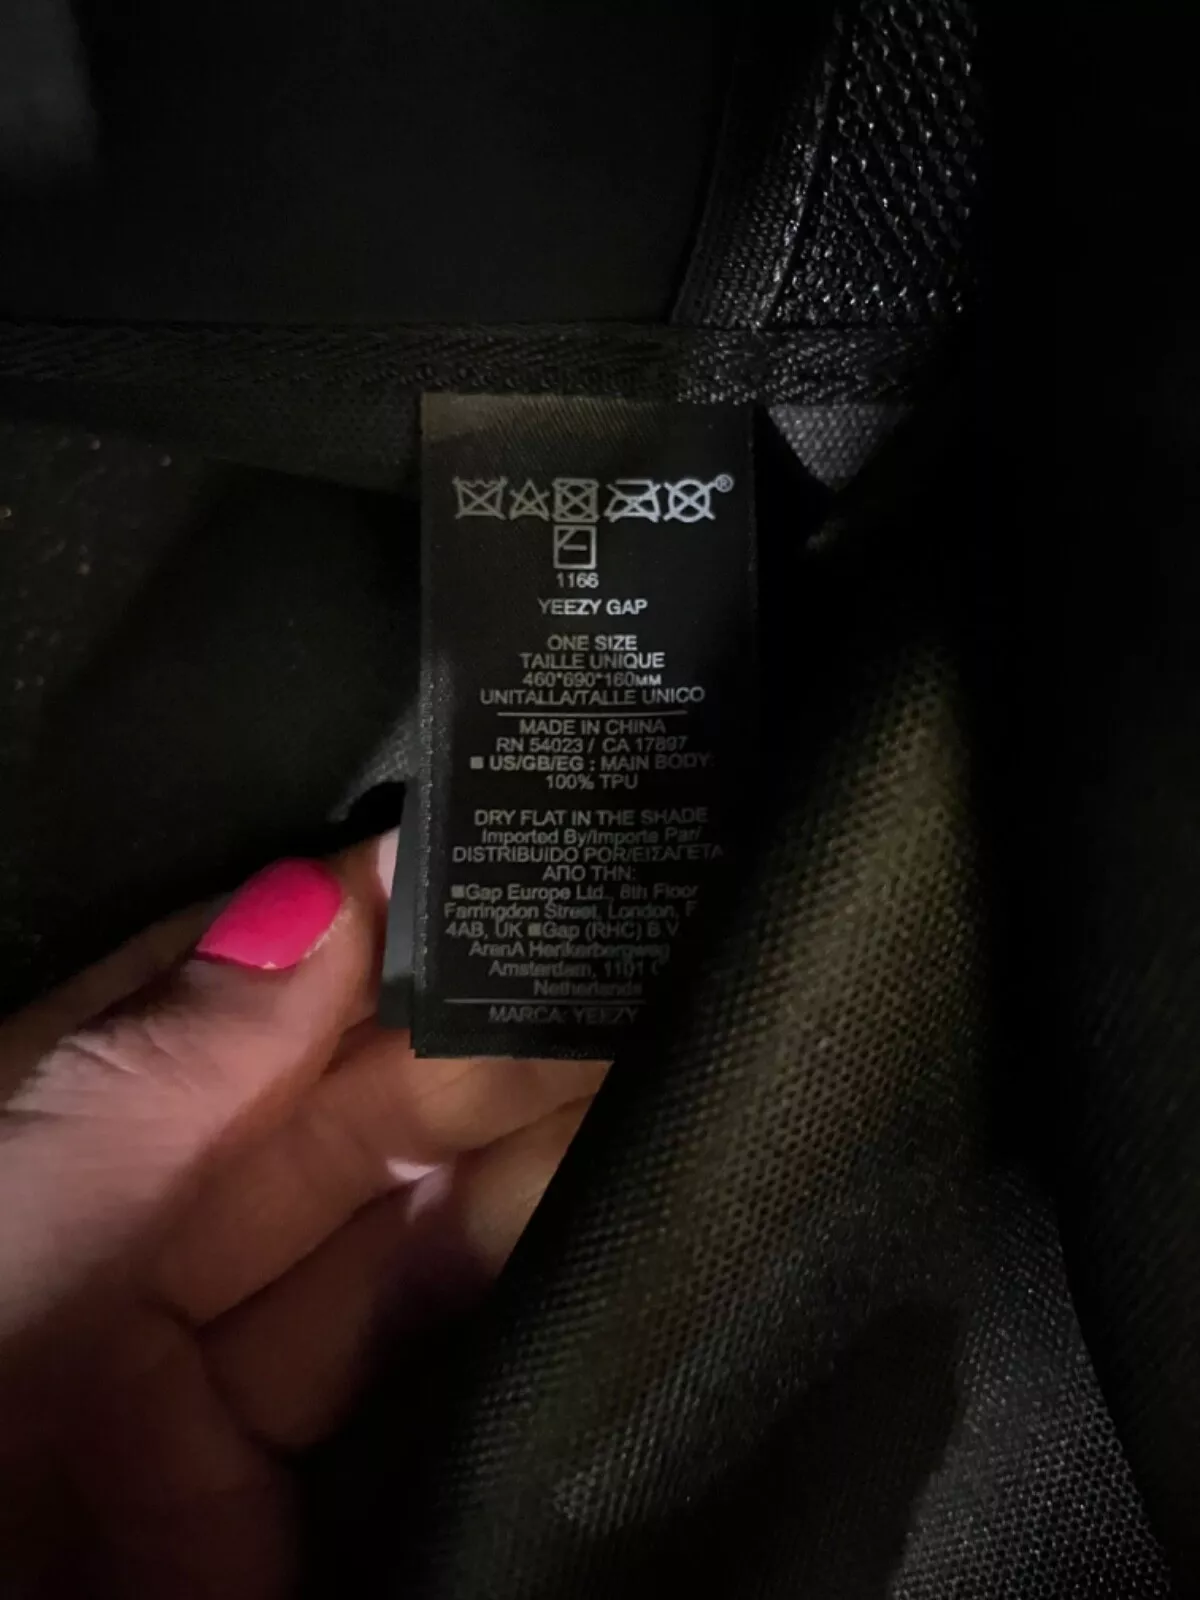 ®
1166
YEEZY GAP
ONE SIZE
TAILLE UNIQUE
460*690*160MM
UNITALLA/TALLE UNICO
MADE IN CHINA
RN 54023 / CA 17897
■ US/GB/EG : MAIN BODY:
100% TPU
DRY FLAT IN THE SHADE
Imported By/Importe Par/
DISTRIBUIDO POR/ΕΙΣΑΓΕΤΑ
ΑΠΟ ΤΗΝ:
■Gap Europe Ltd., 8th Floor
Farringdon Street, London, E
4AB, UK ■Gap (RHC) B.V.
ArenA
Amsterdam, 1101 C
Netherlands
MARCA: YEEZY